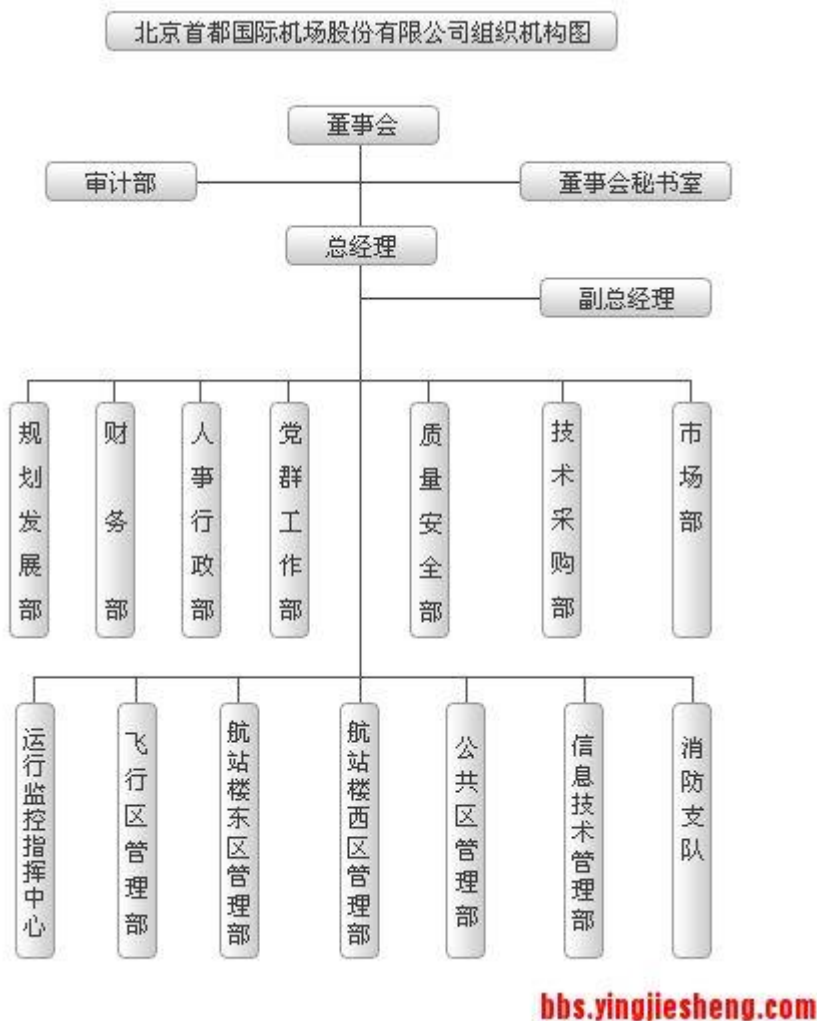 北京首都国际机场股份有限公司组织机构图
董事会
审计部
董事会秘书室
总经理
副总经理
规划发展部
财务部
人事行政部
党群工作部
质量安全部
技术采购部
市场部
运行监控指挥中心
飞行区管理部
航站楼东区管理部
航站楼西区管理部
公共区管理部
信息技术管理部
消防支队
bbs.yingjiesheng.com